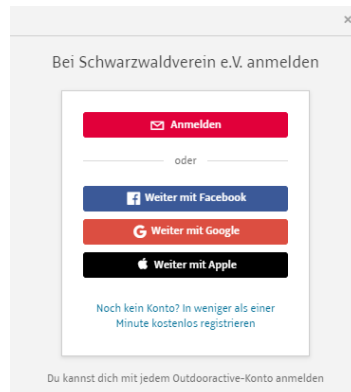 ×
Bei Schwarzwaldverein e.V. anmelden
Anmelden
oder
Weiter mit Facebook
Weiter mit Google
Weiter mit Apple
Noch kein Konto? In weniger als einer
Minute kostenlos registrieren
Du kannst dich mit jedem Outdooractive-Konto anmelden